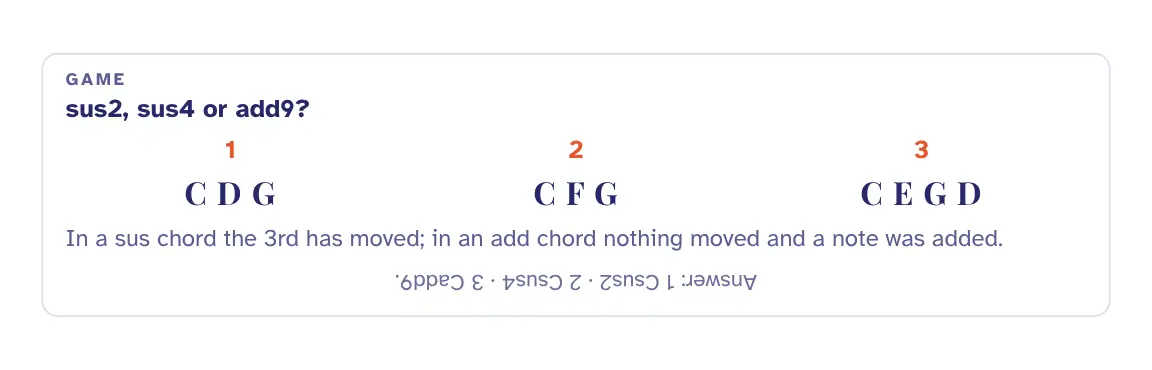 GAME
sus2, sus4 or add9?
1 2 3
C D G C F G C E G D
In a sus chord the 3rd has moved; in an add chord nothing moved and a note was added.
Answer: 1 Csus2 · 2 Csus4 · 3 Cadd9.